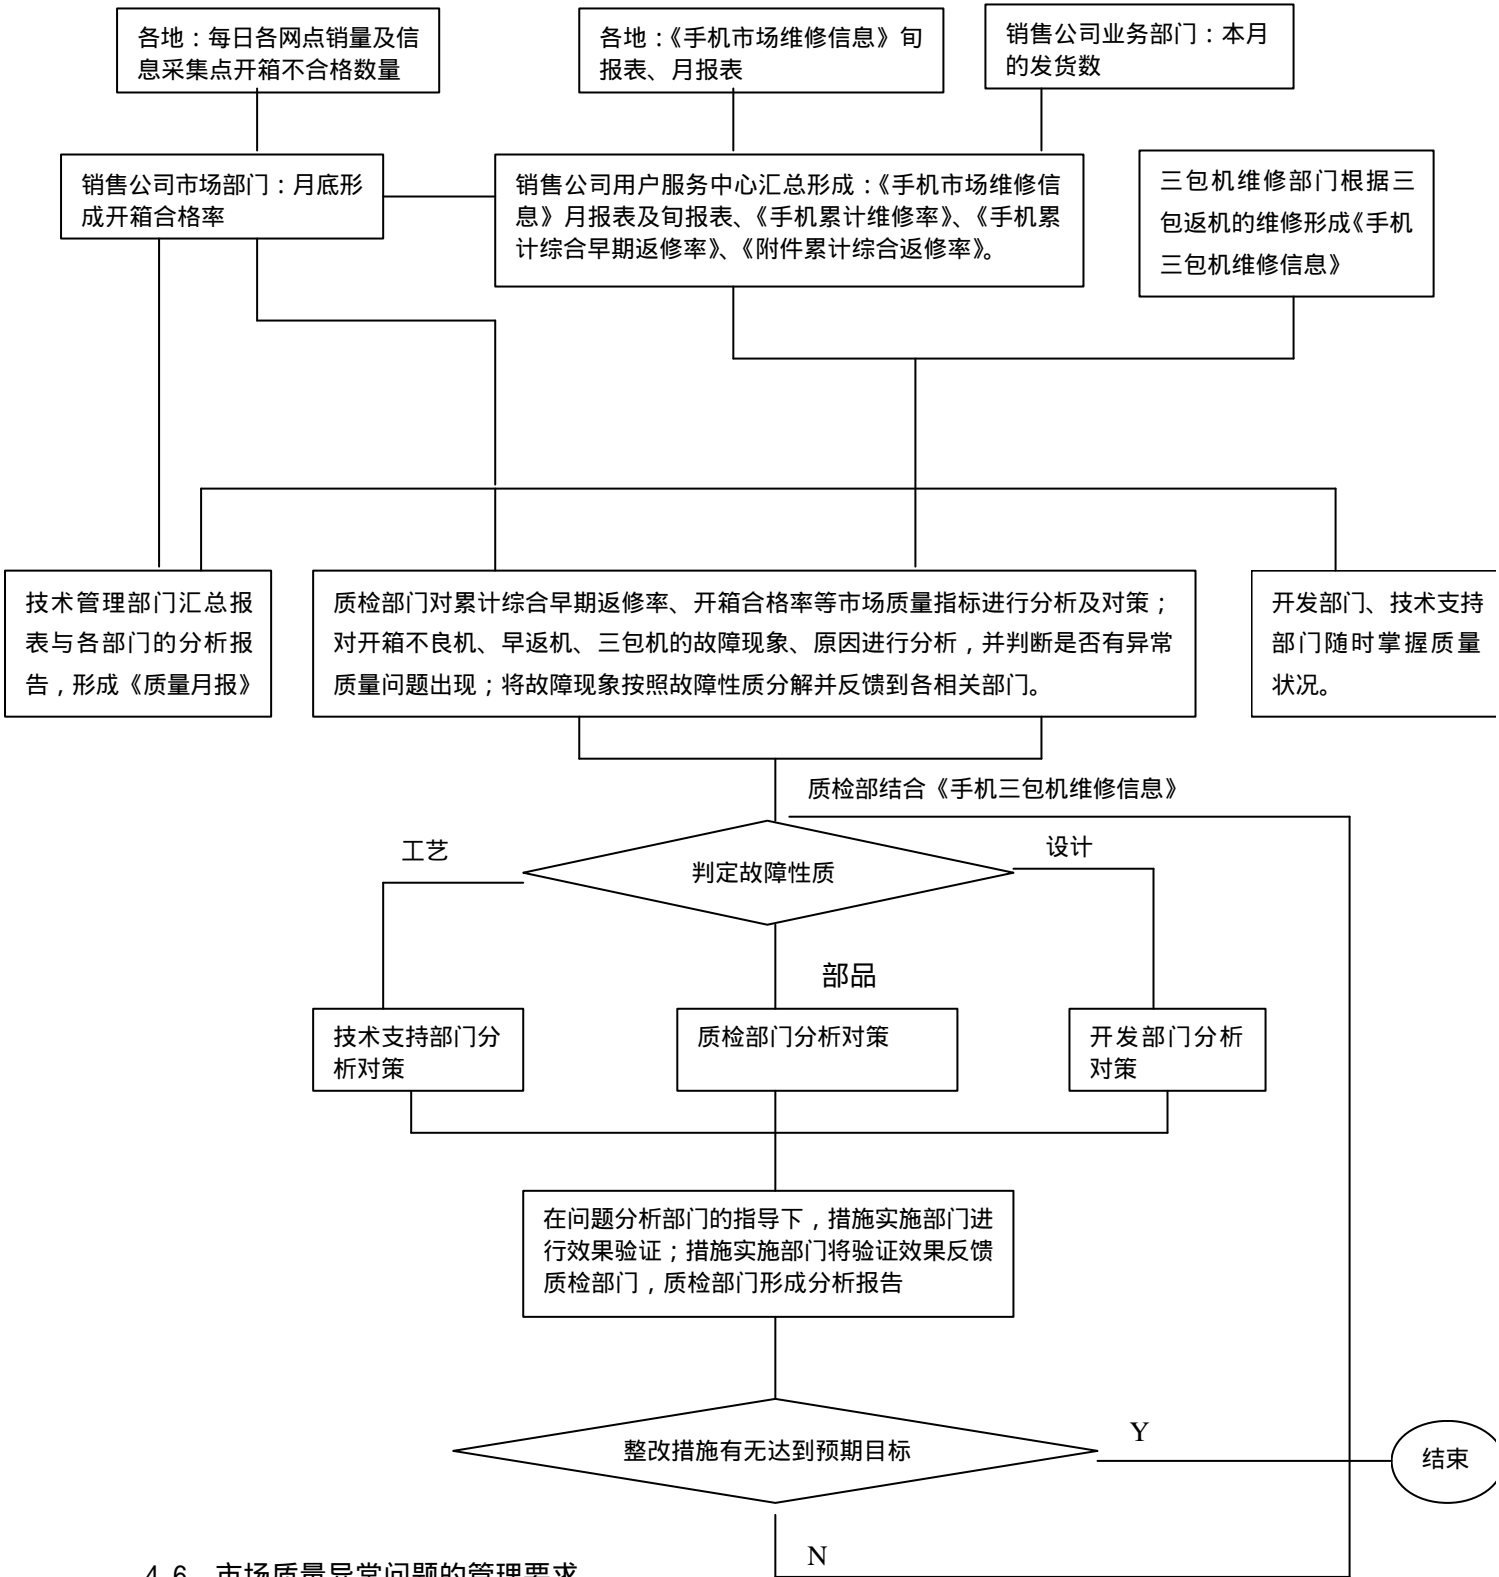 各地：每日各网点销量及信
息采集点开箱不合格数量
各地：《手机市场维修信息》旬
报表、月报表
销售公司业务部门：本月
的发货数
销售公司市场部门：月底形
成开箱合格率
销售公司用户服务中心汇总形成：《手机市场维修信
息》月报表及旬报表、《手机累计维修率》、《手机累
计综合早期返修率》、《附件累计综合返修率》。
三包机维修部门根据三
包返机的维修形成《手机
三包机维修信息》
技术管理部门汇总报
表与各部门的分析报
告，形成《质量月报》
质检部门对累计综合早期返修率、开箱合格率等市场质量指标进行分析及对策；
对开箱不良机、早返机、三包机的故障现象、原因进行分析，并判断是否有异常
质量问题出现；将故障现象按照故障性质分解并反馈到各相关部门。
开发部门、技术支持
部门随时掌握质量
状况。
质检部结合《手机三包机维修信息》
工艺
判定故障性质
设计
部品
技术支持部门分
析对策
质检部门分析对策
开发部门分析
对策
在问题分析部门的指导下，措施实施部门进
行效果验证；措施实施部门将验证效果反馈
质检部门，质检部门形成分析报告
整改措施有无达到预期目标
Y
结束
N
4.6 市场质量异常问题的管理要求